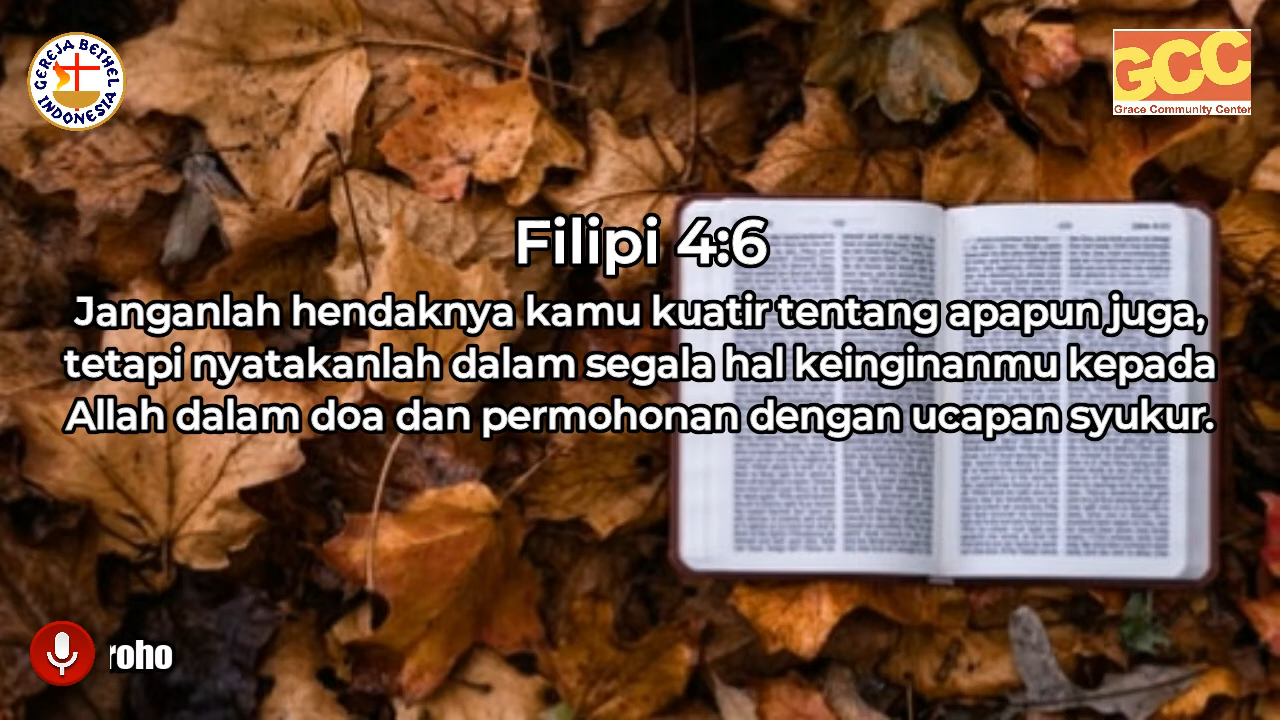 GEREJA BETHEL INDONESIA
GCC
Grace Community Center
Filipi 4:6
Janganlah hendaknya kamu kuatir tentang apapun juga,
tetapi nyatakanlah dalam segala hal keinginanmu kepada
Allah dalam doa dan permohonan dengan ucapan syukur.
roho